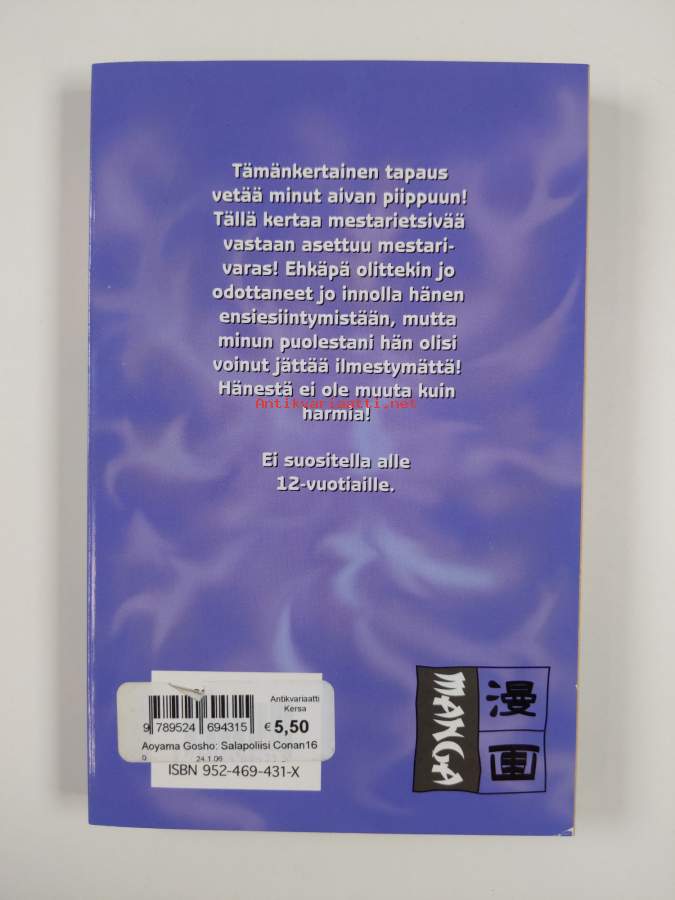 Tämänkertainen tapaus
vetää minut aivan piippuun!
Tällä kertaa mestarietsivää
vastaan asettuu mestari-
varas! Ehkäpä olittekin jo
odottaneet jo innolla hänen
ensiesiintymistään, mutta
minun puolestani hän olisi
voinut jättää ilmestymättä!
Hänestä ei ole muuta kuin
Antikvariaatti.net
harmia!
Ei suositella alle
12-vuotiaille.
Antikvariaatti
Kersa
9 789524 694315 € 5,50
Aoyama Gosho: Salapoliisi Conan16
0 24.1.06
ISBN 952-469-431-X
MANGA
漫
画